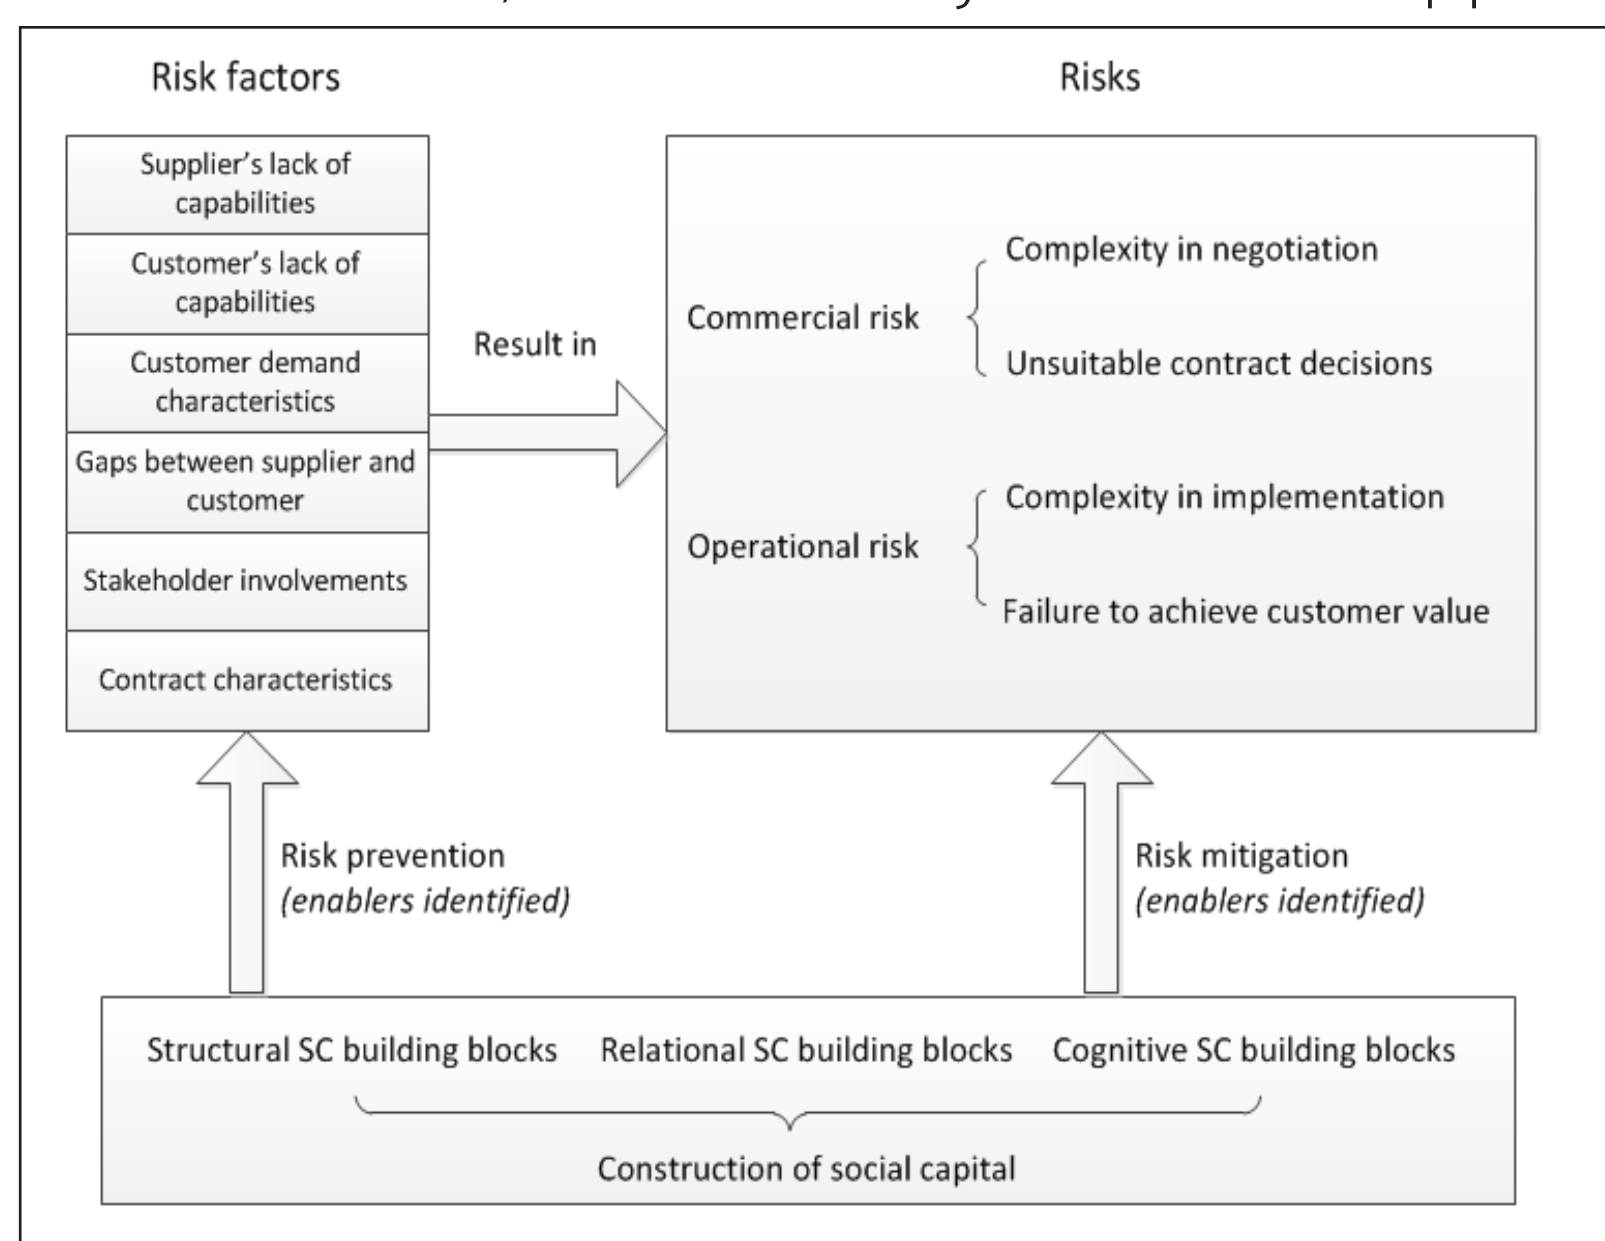 Risk factors
Risks
Supplier's lack of
capabilities
Customer's lack of
capabilities
Customer demand
characteristics
Gaps between supplier and
customer
Stakeholder involvements
Contract characteristics
Result in
Commercial risk
Complexity in negotiation
Unsuitable contract decisions
Operational risk
Complexity in implementation
Failure to achieve customer value
Risk prevention
(enablers identified)
Risk mitigation
(enablers identified)
Structural SC building blocks
Relational SC building blocks
Cognitive SC building blocks
Construction of social capital